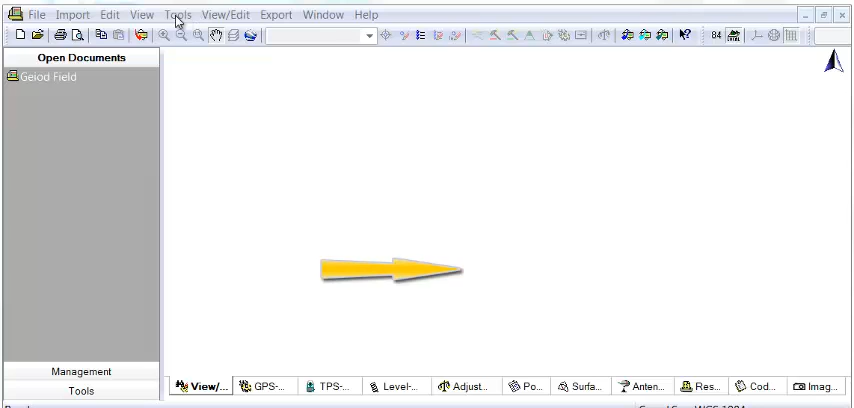 File Import Edit View Tools View/Edit Export Window Help
84
Open Documents
Geiod Field
Management
Tools
View/... GPS-... TPS-... Level-... Adjust... Po... Surfa... Anten... Res... Cod... Imag...